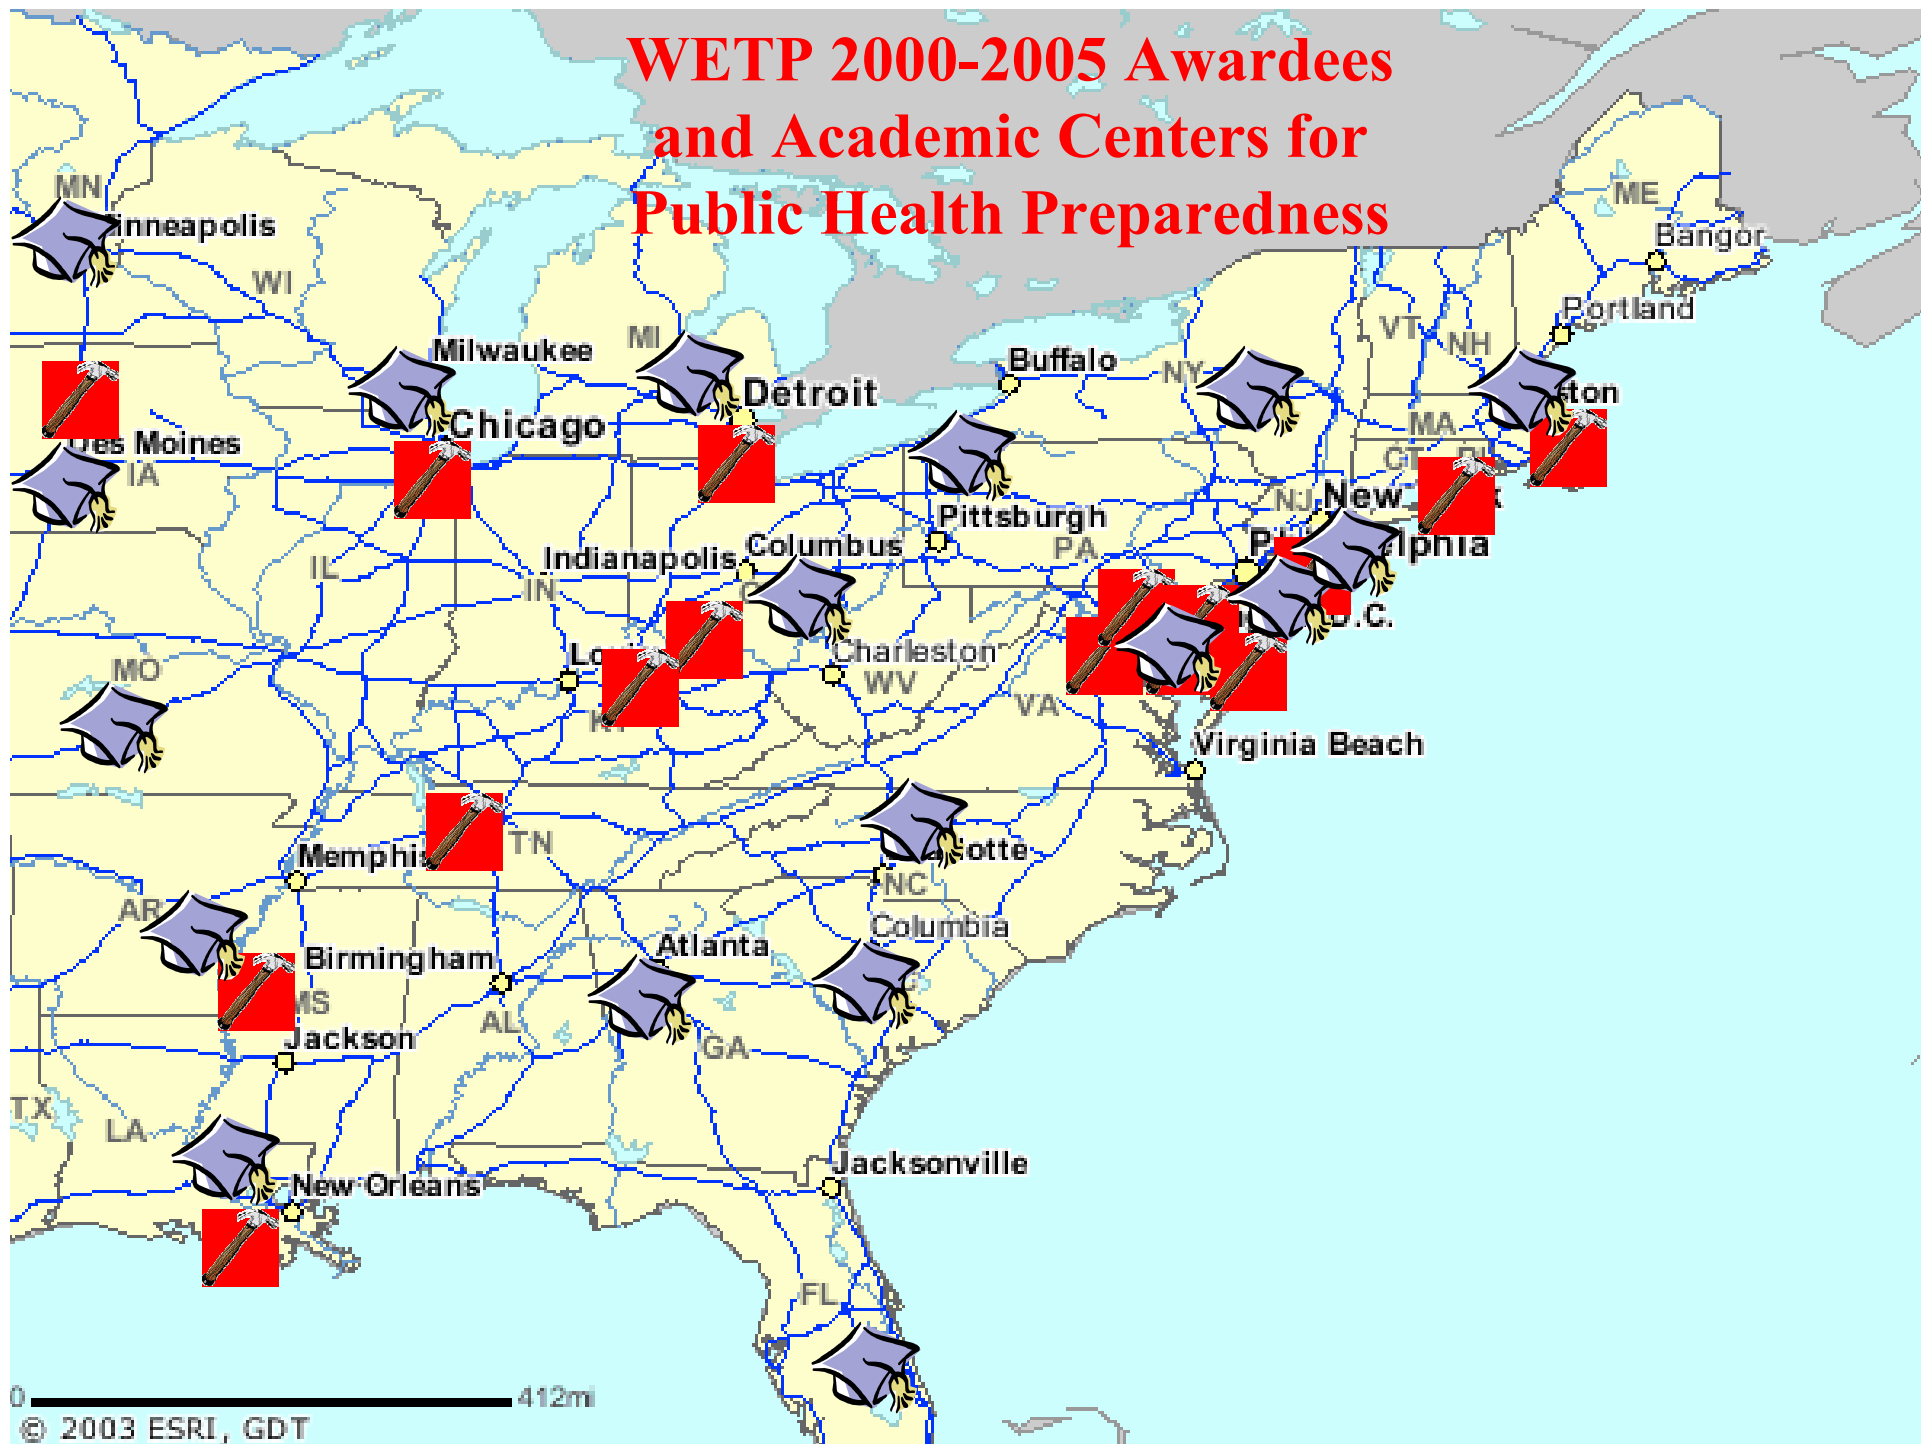 WETP 2000-2005 Awardees
and Academic Centers for
Public Health Preparedness
MN
ME
Bangor
WI
Portland
MI
VT
NH
Milwaukee
Buffalo
NY
Detroit
Chicago
MA
Des Moines
IA
CT
NJ
New
Pittsburgh
PA
Indianapolis
Columbus
IL
IN
Charleston
WV
MO
VA
Virginia Beach
TN
Memphis
NC
AR
Columbia
Atlanta
Birmingham
MS
AL
Jackson
GA
TX
LA
Jacksonville
New Orleans
FL
0 412mi
© 2003 ESRI, GDT